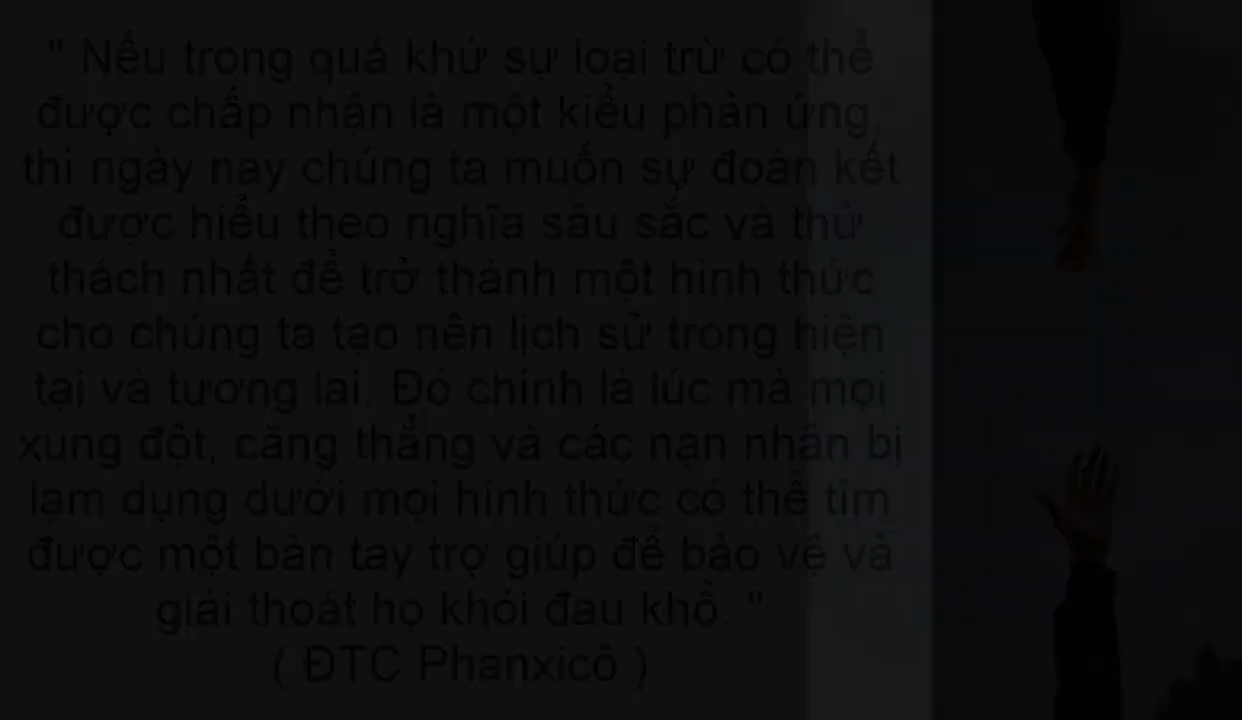 " Nếu trong quá khứ sự loại trừ có thể
được chấp nhận là một kiểu phản ứng,
thì ngày nay chúng ta muốn sự đoàn kết
được hiểu theo nghĩa sâu sắc và thử
thách nhất để trở thành một hình thức
cho chúng ta tạo nên lịch sử trong hiện
tại và tương lai. Đó chính là lúc mà mọi
xung đột, căng thẳng và các nạn nhân bị
lạm dụng dưới mọi hình thức có thể tìm
được một bàn tay trợ giúp để bảo vệ và
giải thoát họ khỏi đau khổ. "
( ĐTC Phanxicô )